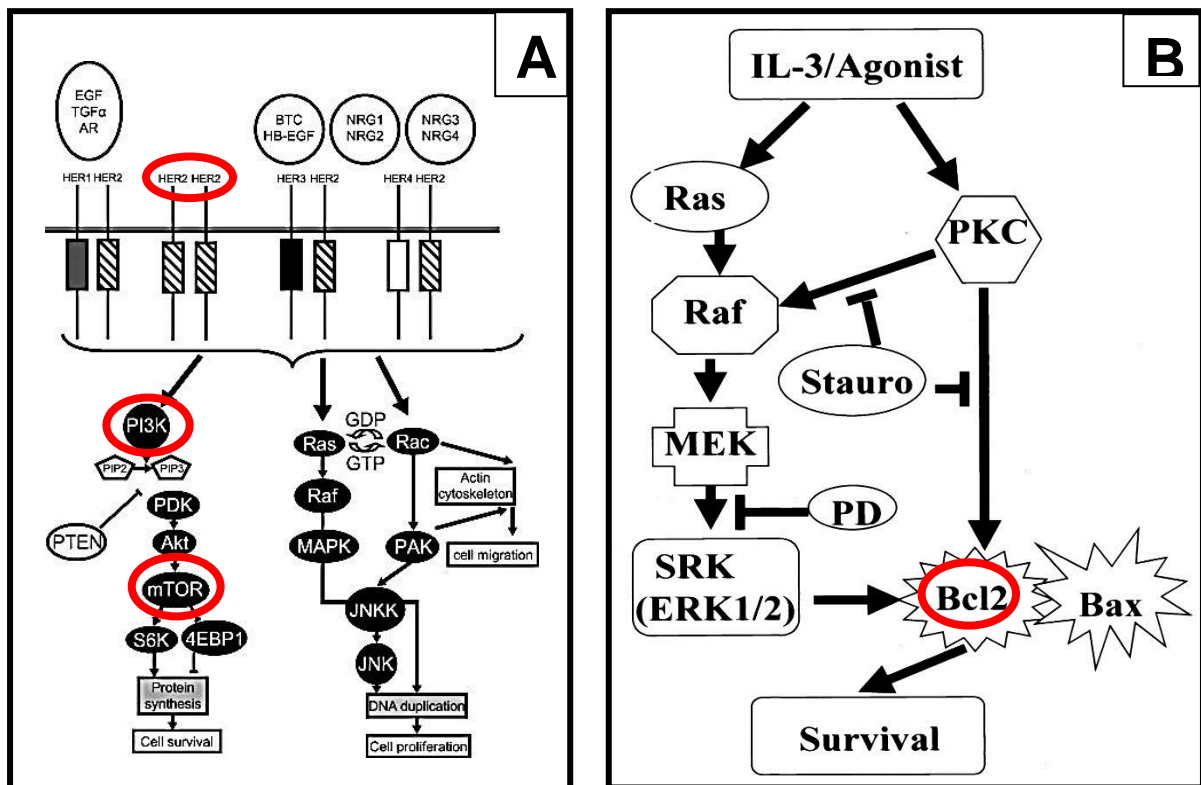 A
EGF
TGFα
AR
BTC
HB-EGF
NRG1
NRG2
NRG3
NRG4
HER1 HER2
HER2 HER2
HER3 HER2
HER4 HER2
PI3K
PIP2
PIP3
PTEN
PDK
Akt
mTOR
S6K
4EBP1
Protein
synthesis
Cell survival
Ras
GDP
GTP
Rac
Raf
MAPK
PAK
Actin
cytoskeleton
cell migration
JNKK
JNK
DNA duplication
Cell proliferation
B
IL-3/Agonist
Ras
PKC
Raf
Stauro
MEK
PD
SRK
(ERK1/2)
Bcl2
Bax
Survival